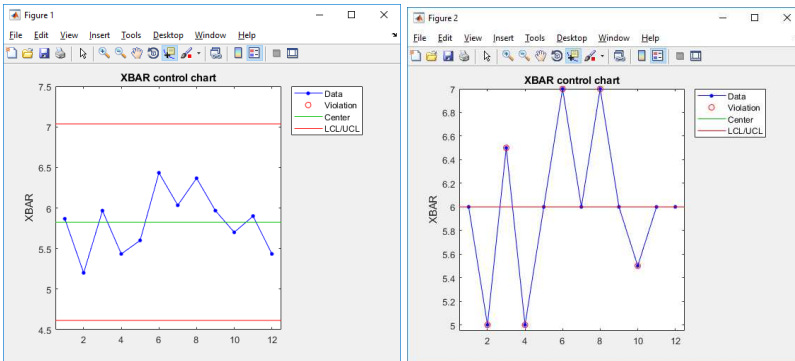 Figure 1
File Edit View Insert Tools Desktop Window Help
XBAR control chart
7.5
7
6.5
6
5.5
5
4.5
XBAR
2 4 6 8 10 12
Data
Violation
Center
LCL/UCL
Figure 2
File Edit View Insert Tools Desktop Window Help
XBAR control chart
7
6.8
6.6
6.4
6.2
6
5.8
5.6
5.4
5.2
5
XBAR
2 4 6 8 10 12
Data
Violation
Center
LCL/UCL